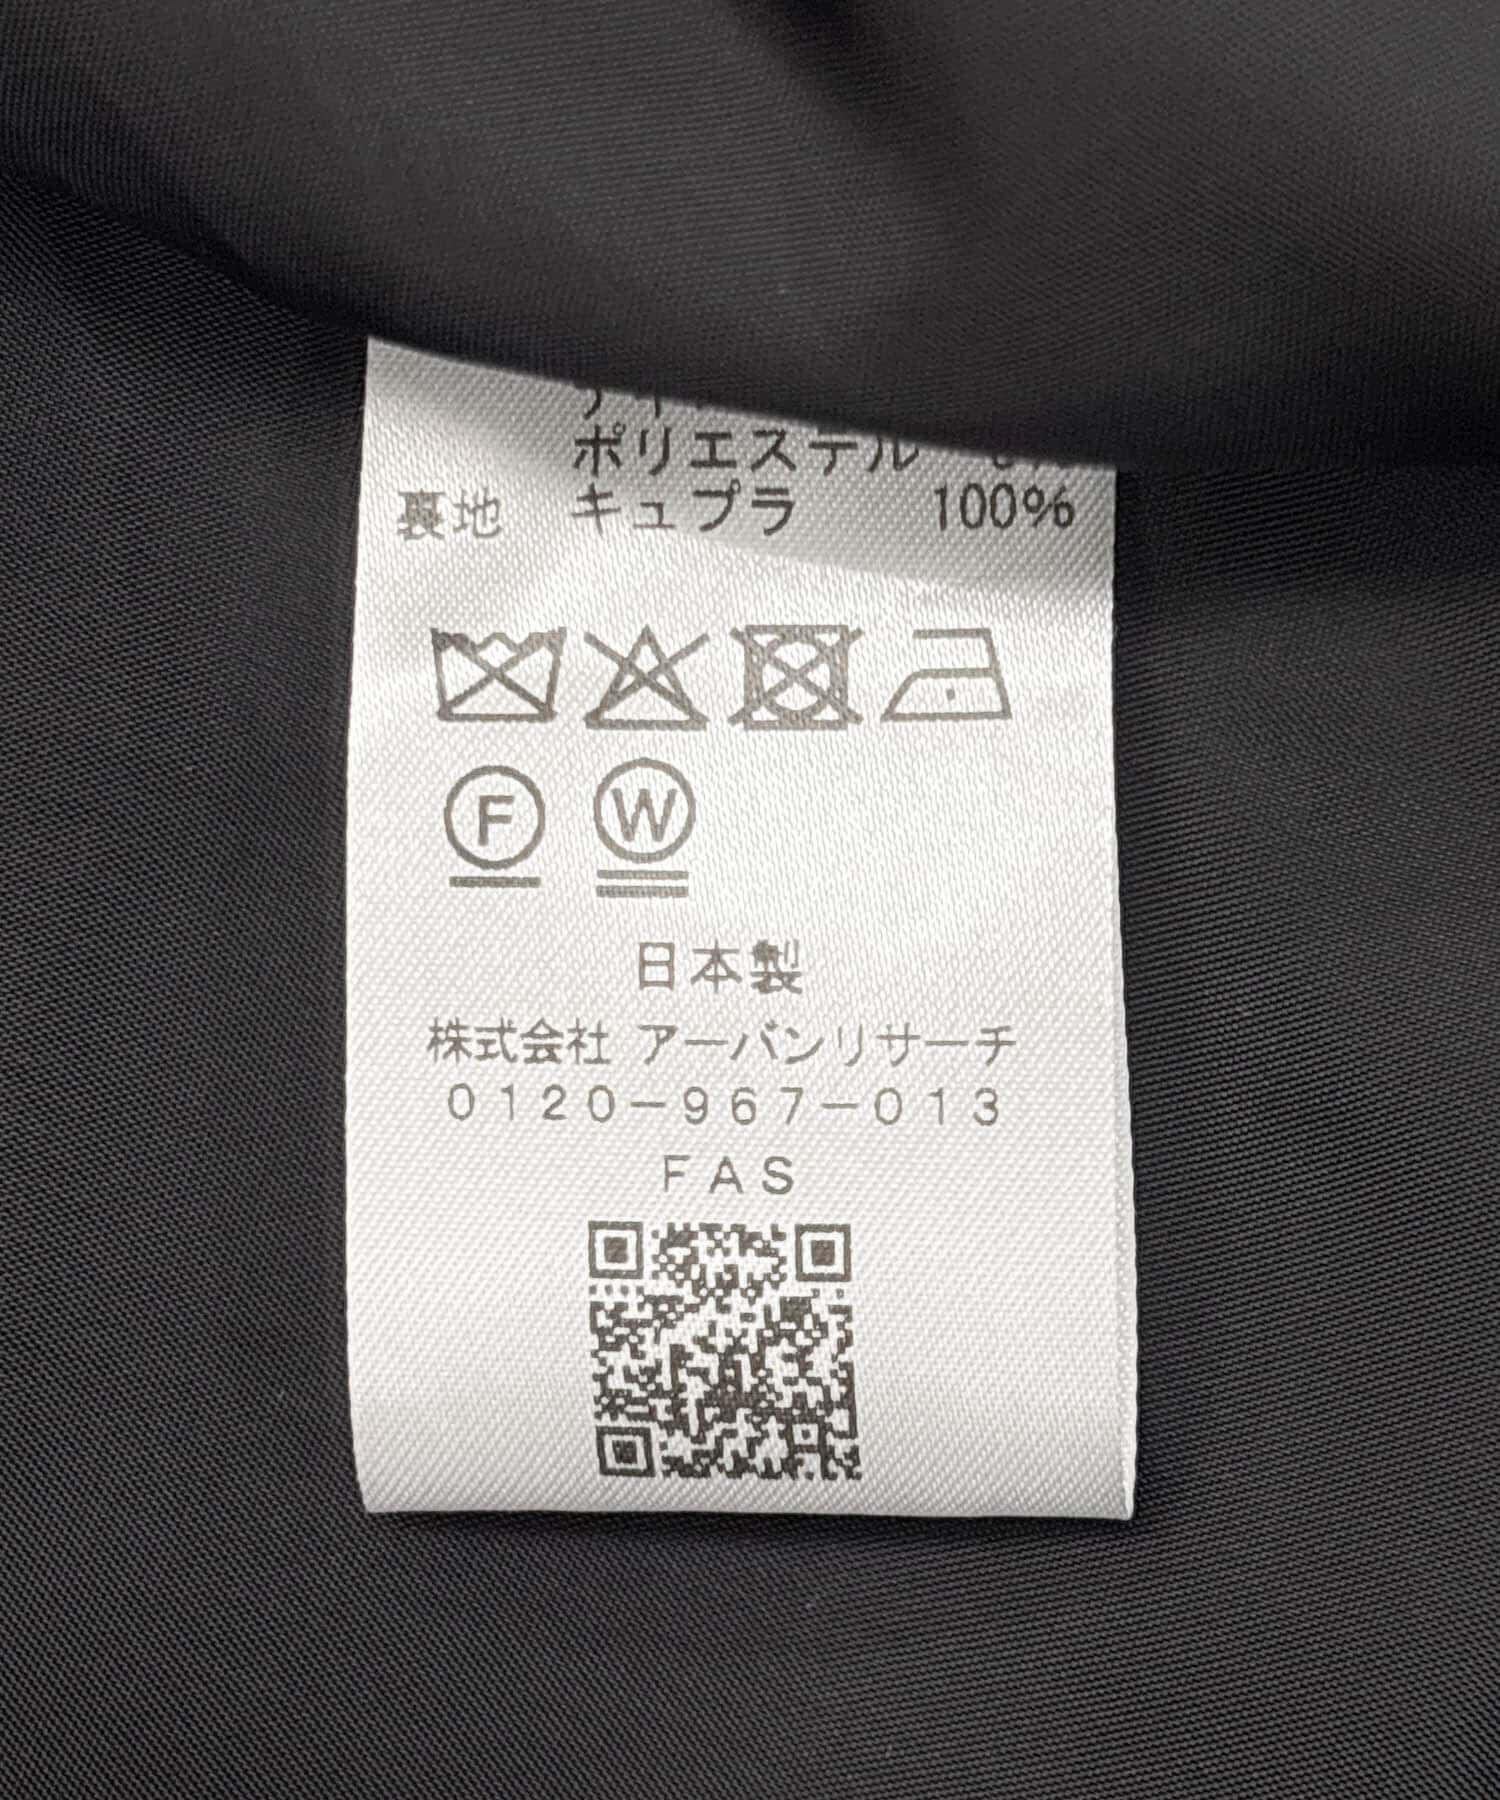 ポリエステル
裏地 キュプラ 100%
F W
日本製
株式会社 アーバンリサーチ
0120-967-013
FAS